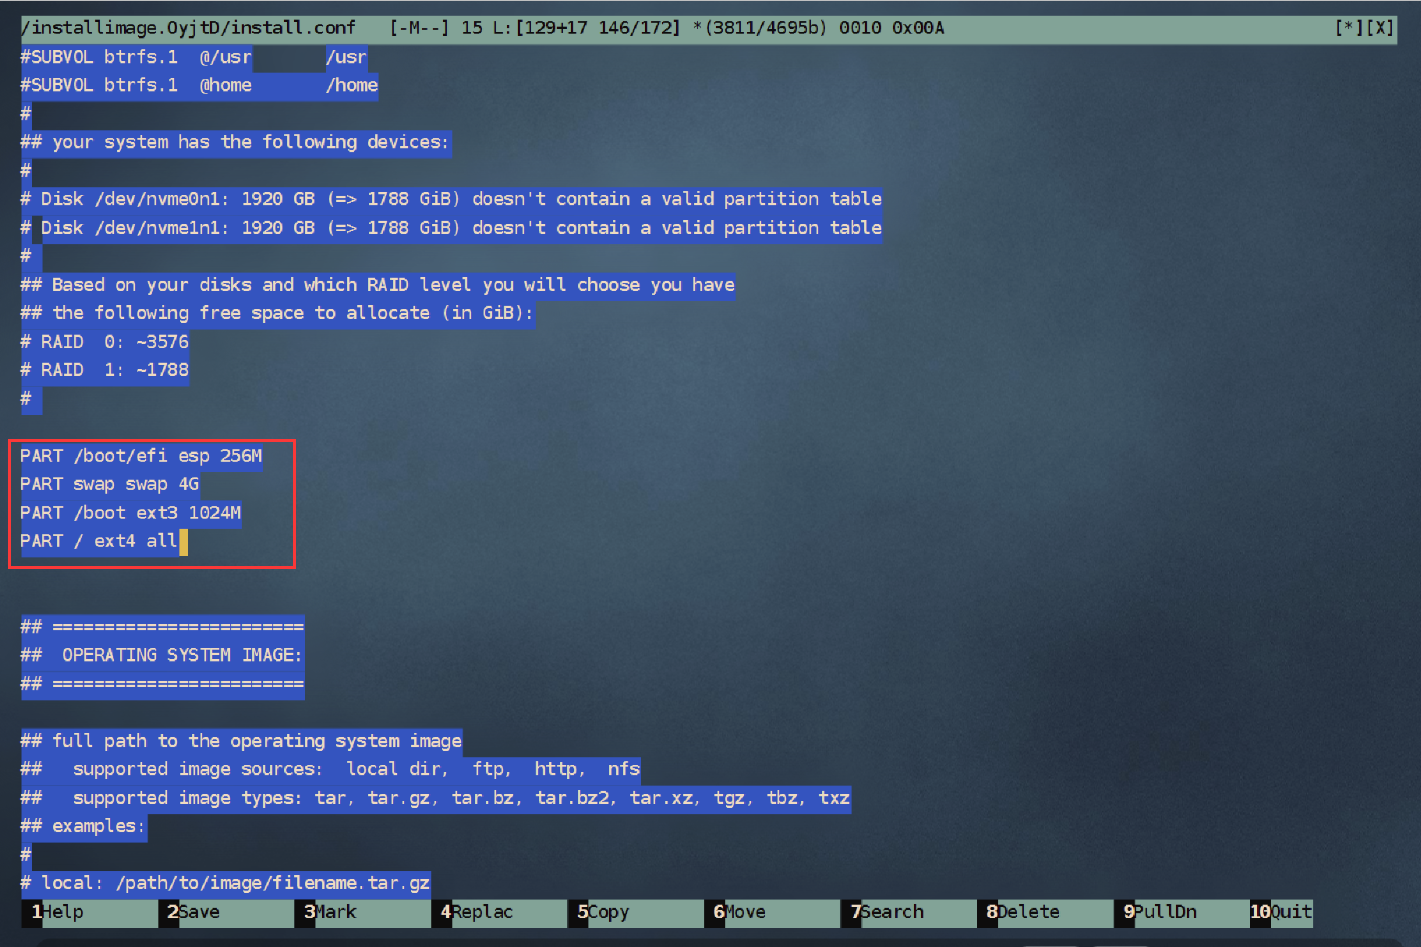 /installimage.OyjtD/install.conf   [-M--] 15 L:[129+17 146/172] *(3811/4695b) 0010 0x00A   [*][X]
#SUBVOL btrfs.1  @/usr       /usr
#SUBVOL btrfs.1  @home       /home
#
## your system has the following devices:
#
# Disk /dev/nvme0n1: 1920 GB (=> 1788 GiB) doesn't contain a valid partition table
# Disk /dev/nvme1n1: 1920 GB (=> 1788 GiB) doesn't contain a valid partition table
#
## Based on your disks and which RAID level you will choose you have
## the following free space to allocate (in GiB):
# RAID  0: ~3576
# RAID  1: ~1788
#
PART /boot/efi esp 256M
PART swap swap 4G
PART /boot ext3 1024M
PART / ext4 all
## ========================
##  OPERATING SYSTEM IMAGE:
## ========================
## full path to the operating system image
##   supported image sources:  local dir,  ftp,  http,  nfs
##   supported image types: tar, tar.gz, tar.bz, tar.bz2, tar.xz, tgz, tbz, txz
## examples:
#
# local: /path/to/image/filename.tar.gz
1Help  2Save  3Mark  4Replac  5Copy  6Move  7Search  8Delete  9PullDn  10Quit